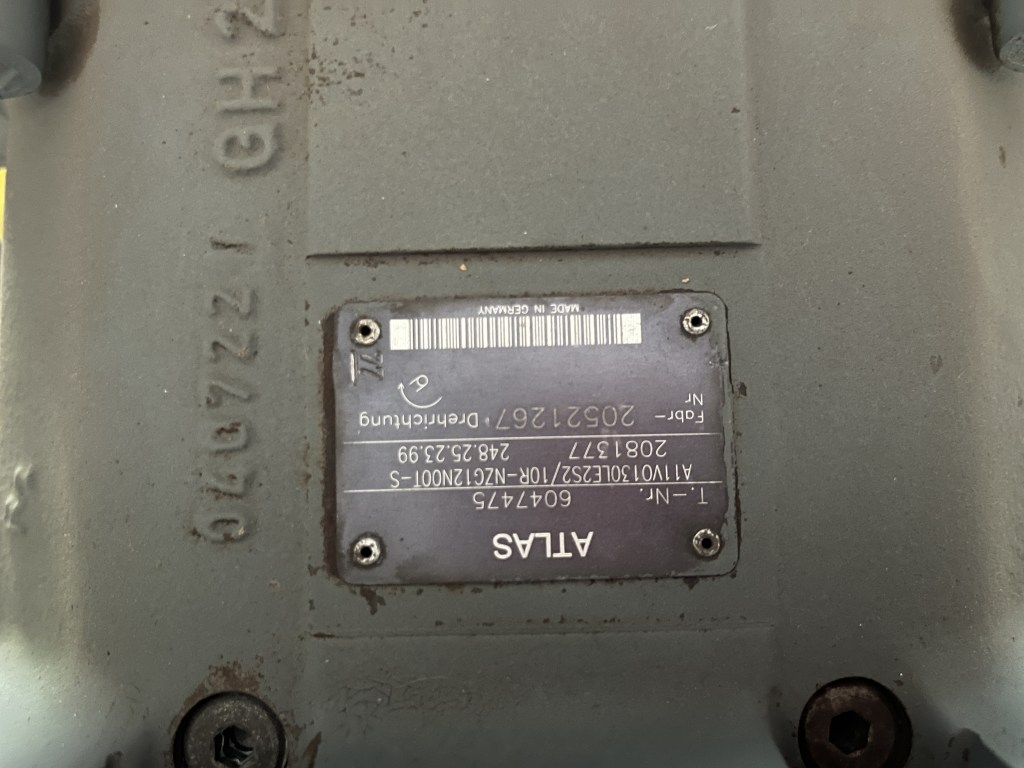 ATLAS
T.-Nr. 6047475
A11VO130LE2S2/10R-NZG12N00T-S
2081377 248.25.23.99
Fabr-
Nr 20521267 Drehrichtung
MADE IN GERMANY